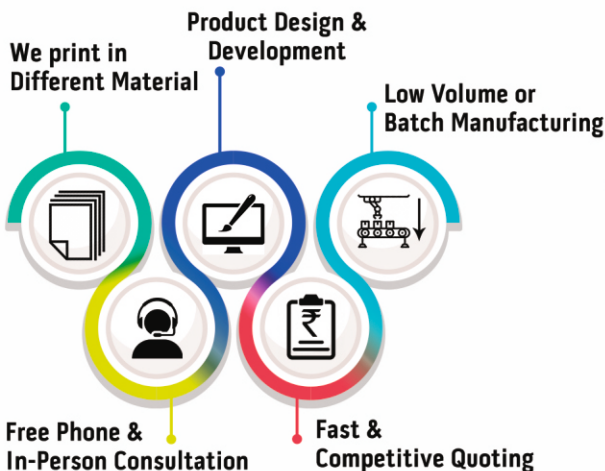 We print in
Different Material
Product Design &
Development
Low Volume or
Batch Manufacturing
₹
Free Phone &
In-Person Consultation
Fast &
Competitive Quoting